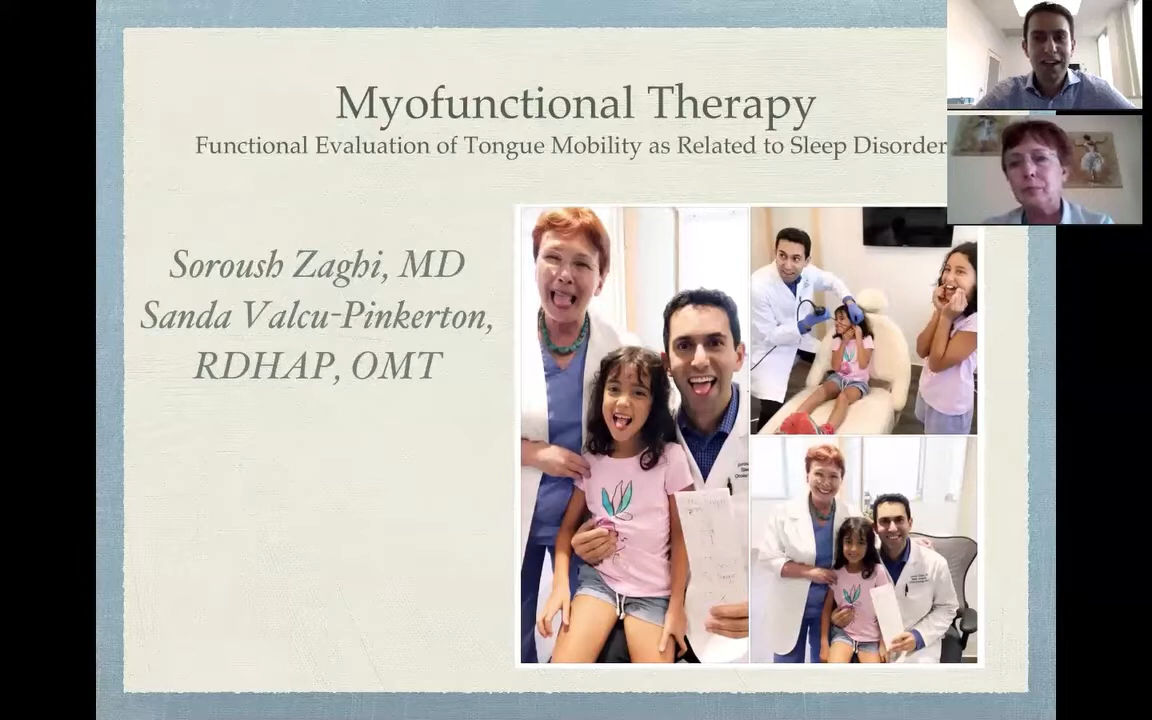 Myofunctional Therapy
Functional Evaluation of Tongue Mobility as Related to Sleep Disorder
Soroush Zaghi, MD
Sanda Valcu-Pinkerton,
RDHAP, OMT